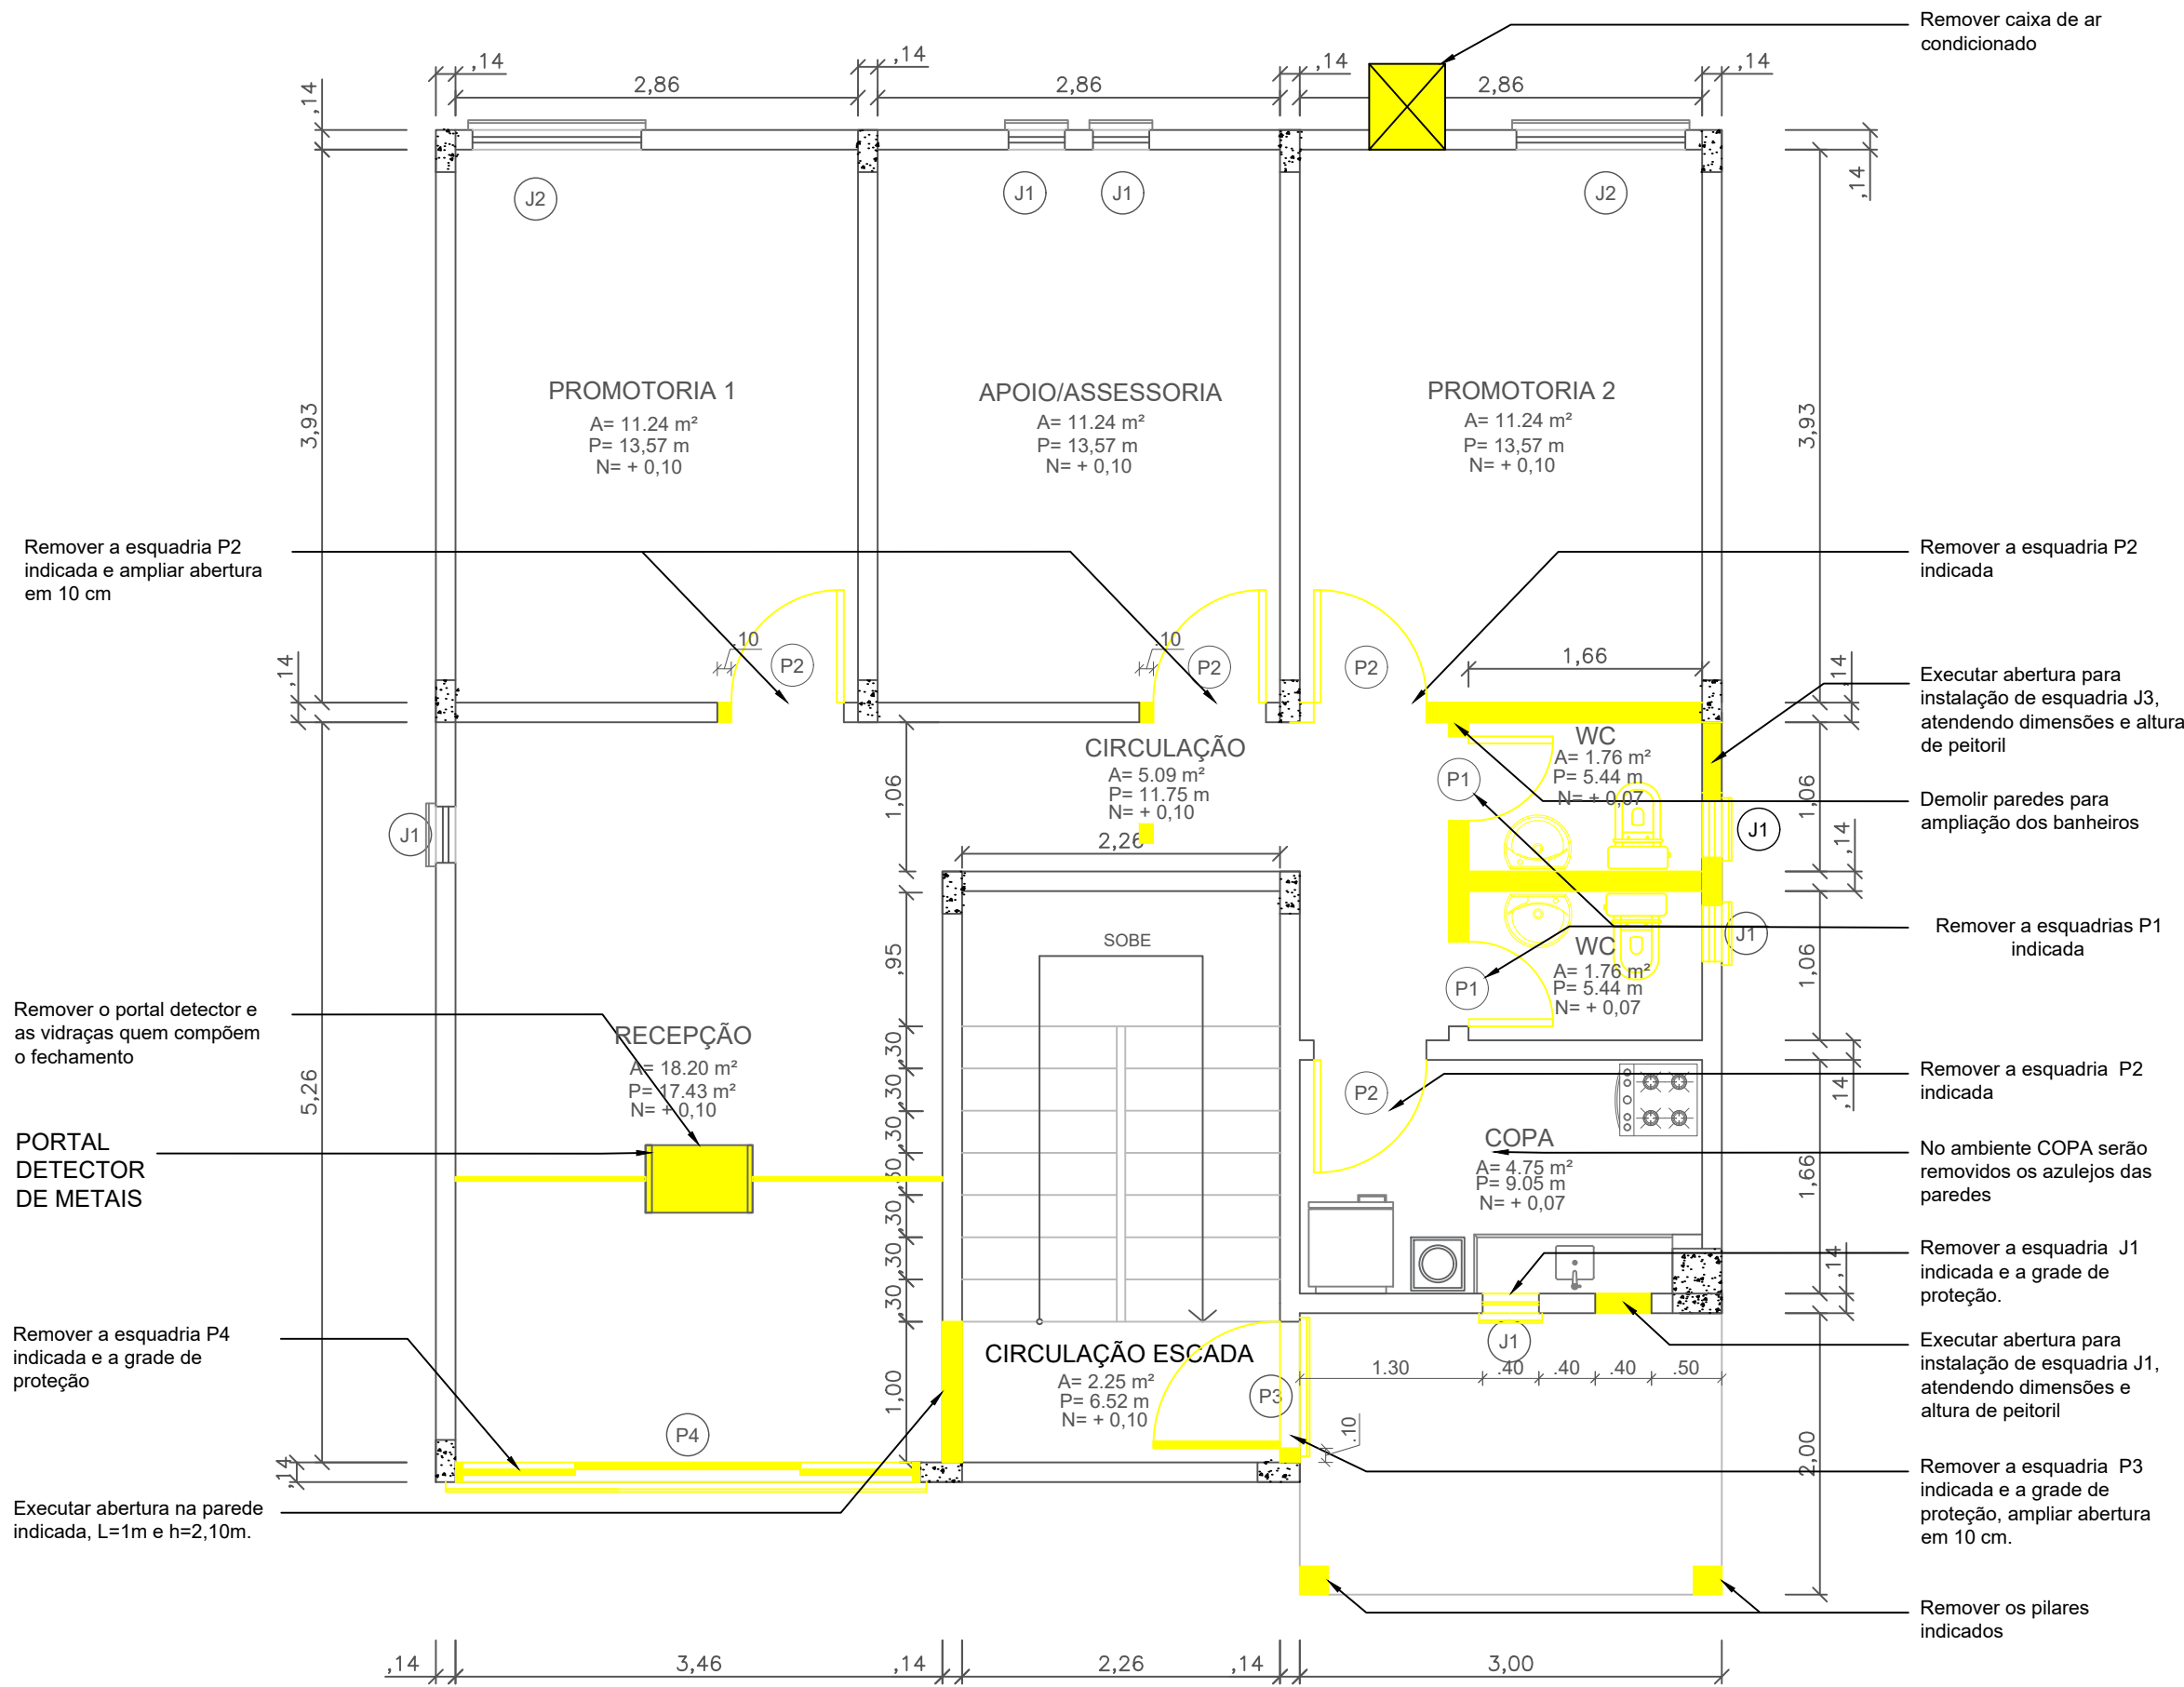 Remover caixa de ar
condicionado
,14
,14
,14
,14
2,86
2,86
2,86
,14
,14
J2
J1
J1
J2
PROMOTORIA 1
A= 11.24 m²
P= 13,57 m
N= + 0,10
APOIO/ASSESSORIA
A= 11.24 m²
P= 13,57 m
N= + 0,10
PROMOTORIA 2
A= 11.24 m²
P= 13,57 m
N= + 0,10
3,93
3,93
Remover a esquadria P2
indicada e ampliar abertura
em 10 cm
Remover a esquadria P2
indicada
.10
P2
.10
P2
P2
1,66
,14
,14
Executar abertura para
instalação de esquadria J3,
atendendo dimensões e altura
de peitoril
CIRCULAÇÃO
A= 5.09 m²
P= 11.75 m
N= + 0,10
1,06
2,26
WC
A= 1.76 m²
P= 5.44 m
N= + 0,07
P1
J1
J1
1,06
,14
Demolir paredes para
ampliação dos banheiros
Remover a esquadrias P1
indicada
SOBE
,95
WC
A= 1.76 m²
P= 5.44 m
N= + 0,07
P1
J1
1,06
Remover o portal detector e
as vidraças quem compõem
o fechamento
RECEPÇÃO
A= 18.20 m²
P= 17.43 m²
N= + 0,10
5,26
,30
,30
,30
,30
,30
,30
,30
P2
,14
Remover a esquadria P2
indicada
PORTAL
DETECTOR
DE METAIS
COPA
A= 4.75 m²
P= 9.05 m
N= + 0,07
1,66
No ambiente COPA serão
removidos os azulejos das
paredes
Remover a esquadria J1
indicada e a grade de
proteção.
,14
Remover a esquadria P4
indicada e a grade de
proteção
CIRCULAÇÃO ESCADA
A= 2.25 m²
P= 6.52 m
N= + 0,10
1,00
P3
J1
1.30
.40
.40
.40
.50
Executar abertura para
instalação de esquadria J1,
atendendo dimensões e
altura de peitoril
P4
.10
2,00
,14
Remover a esquadria P3
indicada e a grade de
proteção, ampliar abertura
em 10 cm.
Executar abertura na parede
indicada, L=1m e h=2,10m.
Remover os pilares
indicados
,14
3,46
,14
2,26
,14
3,00